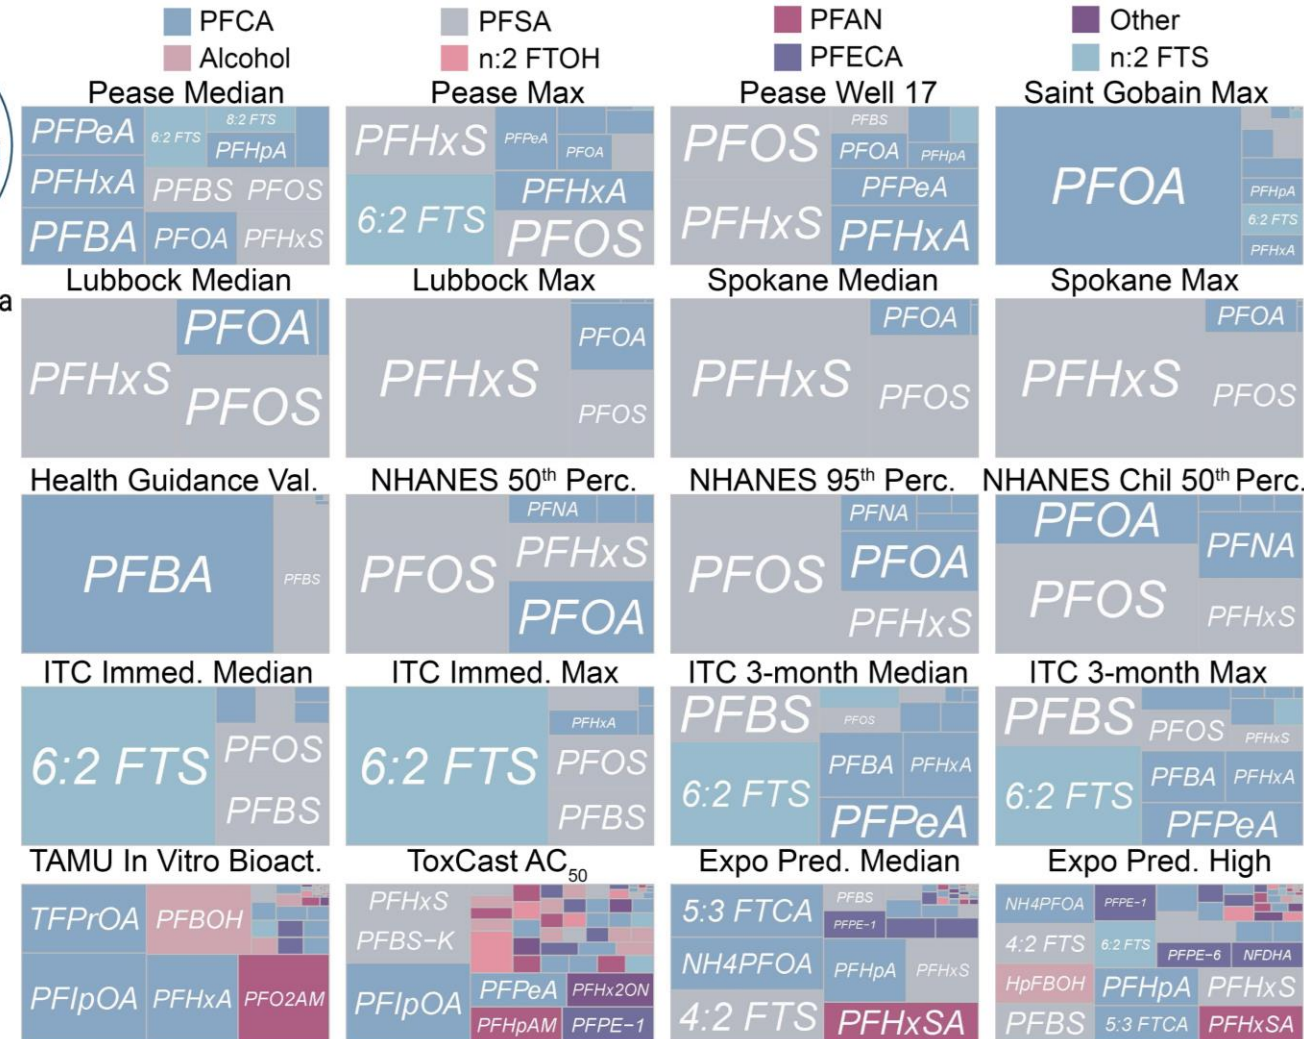 PFCA PFSA PFAN Other
Alcohol n:2 FTOH PFECA n:2 FTS
Pease Median Pease Max Pease Well 17 Saint Gobain Max
PFPeA 6:2 FTS 8:2 FTS PFHpA
PFHxA PFBS PFOS
PFBA PFOA PFHxS
PFHxS PFPeA PFOA
6:2 FTS PFHxA
PFOS
PFOS PFBS PFOA PFHpA
PFPeA
PFHxS PFHxA
PFOA PFHpA
6:2 FTS
PFHxA
a
Lubbock Median Lubbock Max Spokane Median Spokane Max
PFHxS PFOA
PFOS
PFHxS PFOA
PFOS
PFHxS PFOA
PFOS
PFHxS PFOA
PFOS
Health Guidance Val. NHANES 50th Perc. NHANES 95th Perc. NHANES Chil 50th Perc.
PFBA PFBS
PFOS PFNA
PFHxS
PFOA
PFOS PFNA
PFOA
PFHxS
PFOA PFNA
PFOS PFHxS
ITC Immed. Median ITC Immed. Max ITC 3-month Median ITC 3-month Max
6:2 FTS PFOS
PFBS
6:2 FTS PFHxA
PFOS
PFBS
PFBS PFOS
6:2 FTS PFBA PFHxA
PFPeA
PFBS PFOS PFHxS
6:2 FTS PFBA PFHxA
PFPeA
TAMU In Vitro Bioact. ToxCast AC50 Expo Pred. Median Expo Pred. High
TFPrOA PFBOH
PFIpOA PFHxA PFO2AM
PFHxS
PFBS-K
PFIpOA PFPeA PFHx2ON
PFHpAM PFPE-1
5:3 FTCA PFBS
PFPE-1
NH4PFOA PFHpA PFHxS
4:2 FTS PFHxSA
NH4PFOA PFPE-1
4:2 FTS 6:2 FTS PFPE-6 NFDHA
HpFBOH PFHpA PFHxS
PFBS 5:3 FTCA PFHxSA